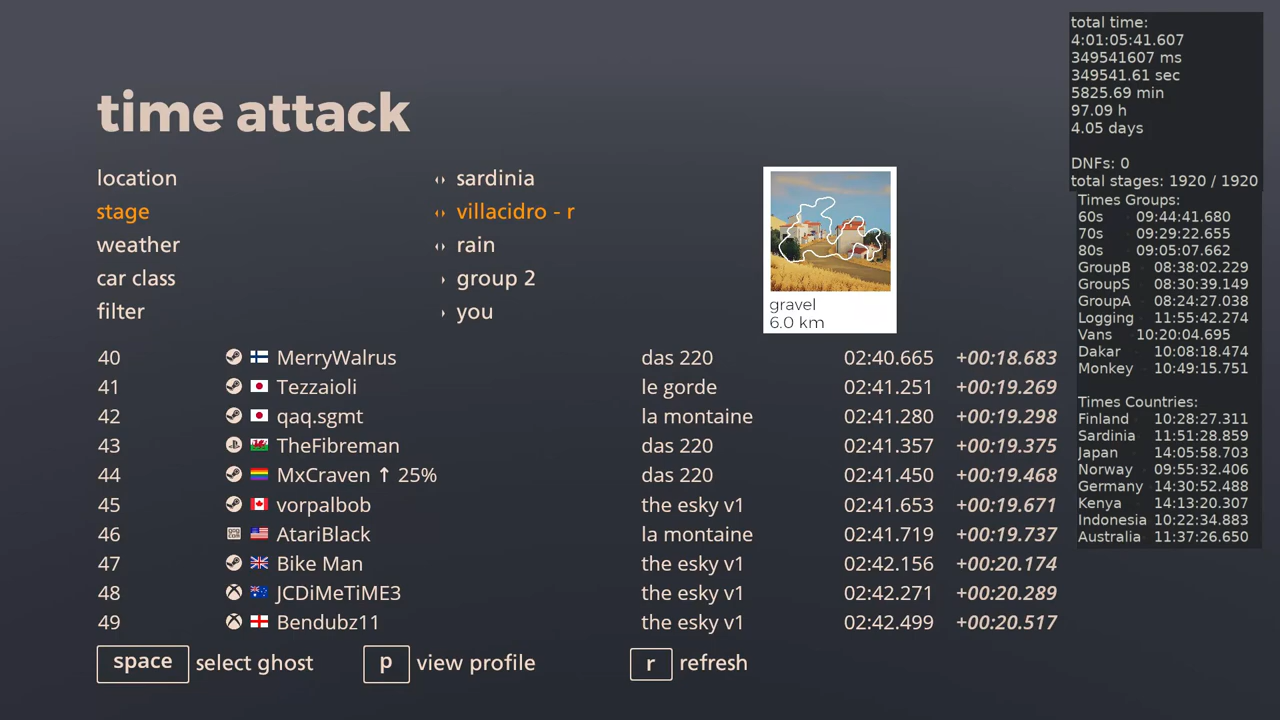 time attack
location ‹› sardinia
stage ‹› villacidro - r
weather ‹› rain
car class › group 2
filter › you
gravel
6.0 km
40 MerryWalrus das 220 02:40.665 +00:18.683
41 Tezzaioli le gorde 02:41.251 +00:19.269
42 qaq.sgmt la montaine 02:41.280 +00:19.298
43 TheFibreman das 220 02:41.357 +00:19.375
44 MxCraven ↑ 25% das 220 02:41.450 +00:19.468
45 vorpalbob the esky v1 02:41.653 +00:19.671
46 AtariBlack la montaine 02:41.719 +00:19.737
47 Bike Man the esky v1 02:42.156 +00:20.174
48 JCDiMeTiME3 the esky v1 02:42.271 +00:20.289
49 Bendubz11 the esky v1 02:42.499 +00:20.517
space select ghost p view profile r refresh
total time:
4:01:05:41.607
349541607 ms
349541.61 sec
5825.69 min
97.09 h
4.05 days
DNFs: 0
total stages: 1920 / 1920
Times Groups:
60s 09:44:41.680
70s 09:29:22.655
80s 09:05:07.662
GroupB 08:38:02.229
GroupS 08:30:39.149
GroupA 08:24:27.038
Logging 11:55:42.274
Vans 10:20:04.695
Dakar 10:08:18.474
Monkey 10:49:15.751
Times Countries:
Finland 10:28:27.311
Sardinia 11:51:28.859
Japan 14:05:58.703
Norway 09:55:32.406
Germany 14:30:52.488
Kenya 14:13:20.307
Indonesia 10:22:34.883
Australia 11:37:26.650